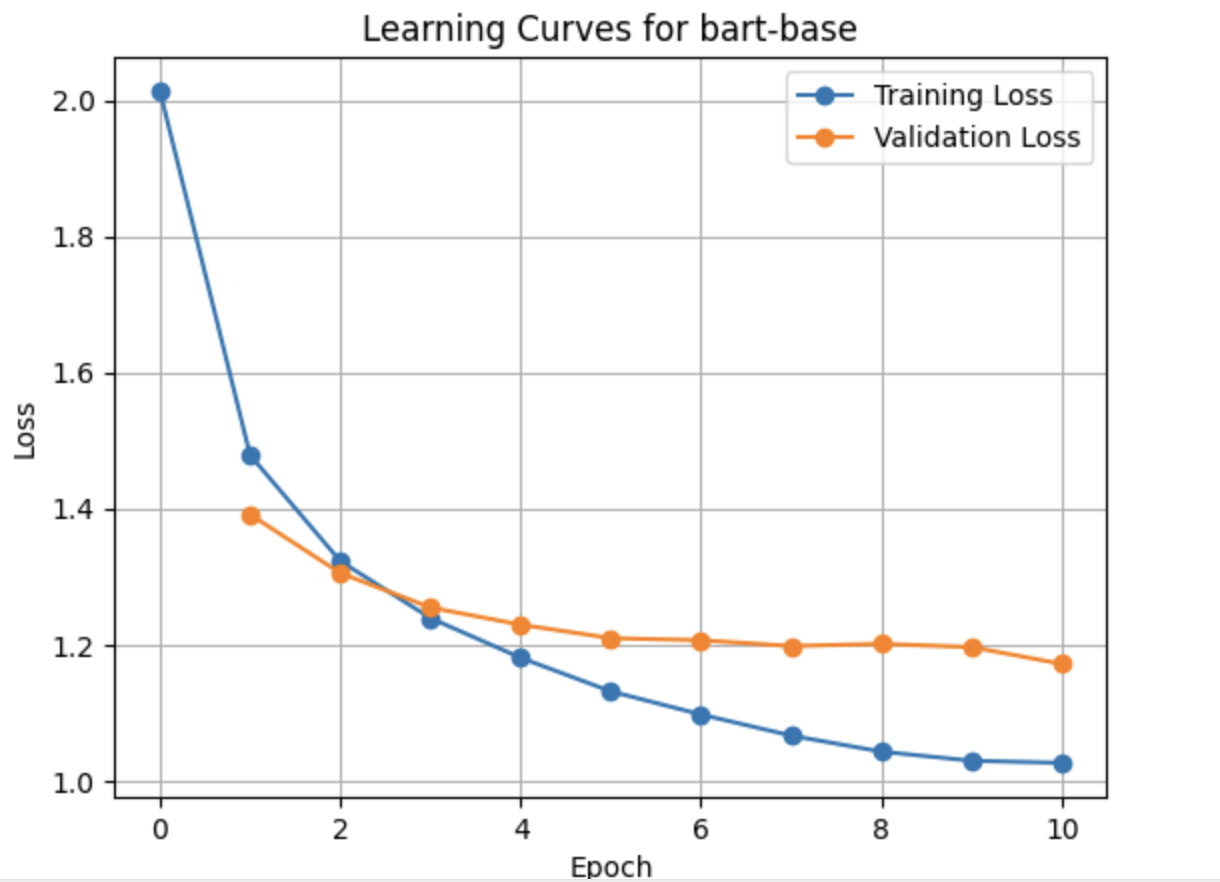 Learning Curves for bart-base
Training Loss
Validation Loss
2.0
1.8
1.6
1.4
1.2
1.0
Loss
0 2 4 6 8 10
Epoch